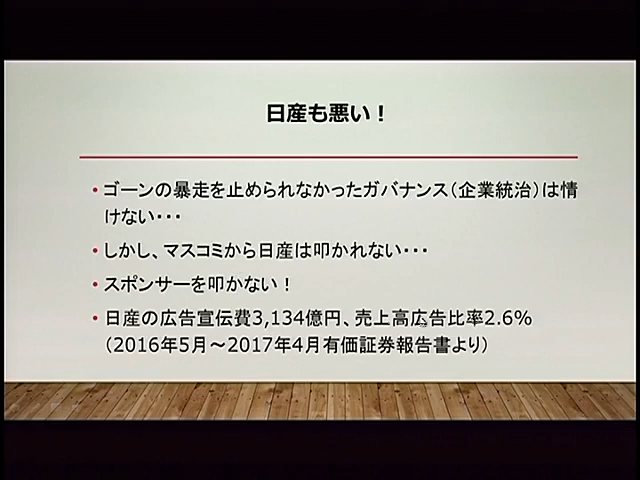 日産も悪い！
・ゴーンの暴走を止められなかったガバナンス（企業統治）は情
けない・・・
・しかし、マスコミから日産は叩かれない・・・
・スポンサーを叩かない！
・日産の広告宣伝費3,134億円、売上高広告比率2.6%
（2016年5月～2017年4月有価証券報告書より）